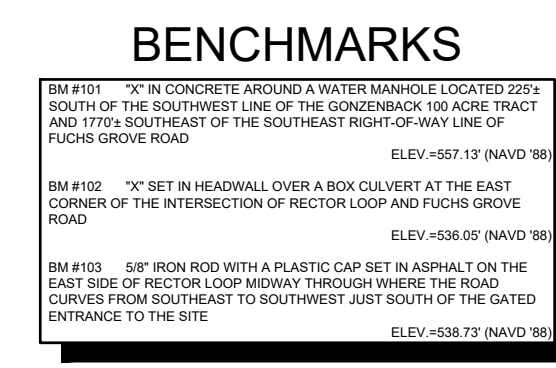 BENCHMARKS
BM #101 "X" IN CONCRETE AROUND A WATER MANHOLE LOCATED 225'±
SOUTH OF THE SOUTHWEST LINE OF THE GONZENBACK 100 ACRE TRACT
AND 1770'± SOUTHEAST OF THE SOUTHEAST RIGHT-OF-WAY LINE OF
FUCHS GROVE ROAD
ELEV.=557.13' (NAVD '88)
BM #102 "X" SET IN HEADWALL OVER A BOX CULVERT AT THE EAST
CORNER OF THE INTERSECTION OF RECTOR LOOP AND FUCHS GROVE
ROAD
ELEV.=536.05' (NAVD '88)
BM #103 5/8" IRON ROD WITH A PLASTIC CAP SET IN ASPHALT ON THE
EAST SIDE OF RECTOR LOOP MIDWAY THROUGH WHERE THE ROAD
CURVES FROM SOUTHEAST TO SOUTHWEST JUST SOUTH OF THE GATED
ENTRANCE TO THE SITE
ELEV.=538.73' (NAVD '88)